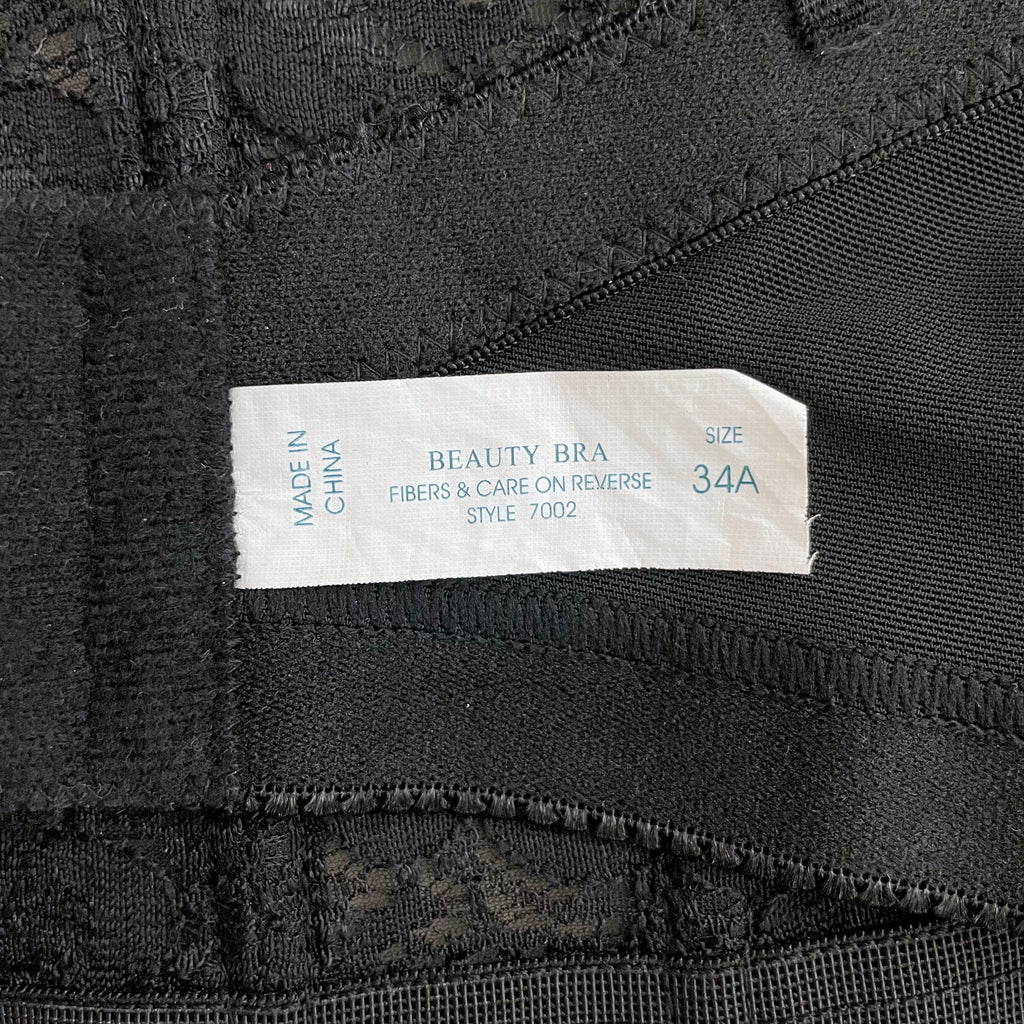 MADE IN
CHINA
BEAUTY BRA
FIBERS & CARE ON REVERSE
STYLE 7002
SIZE
34A